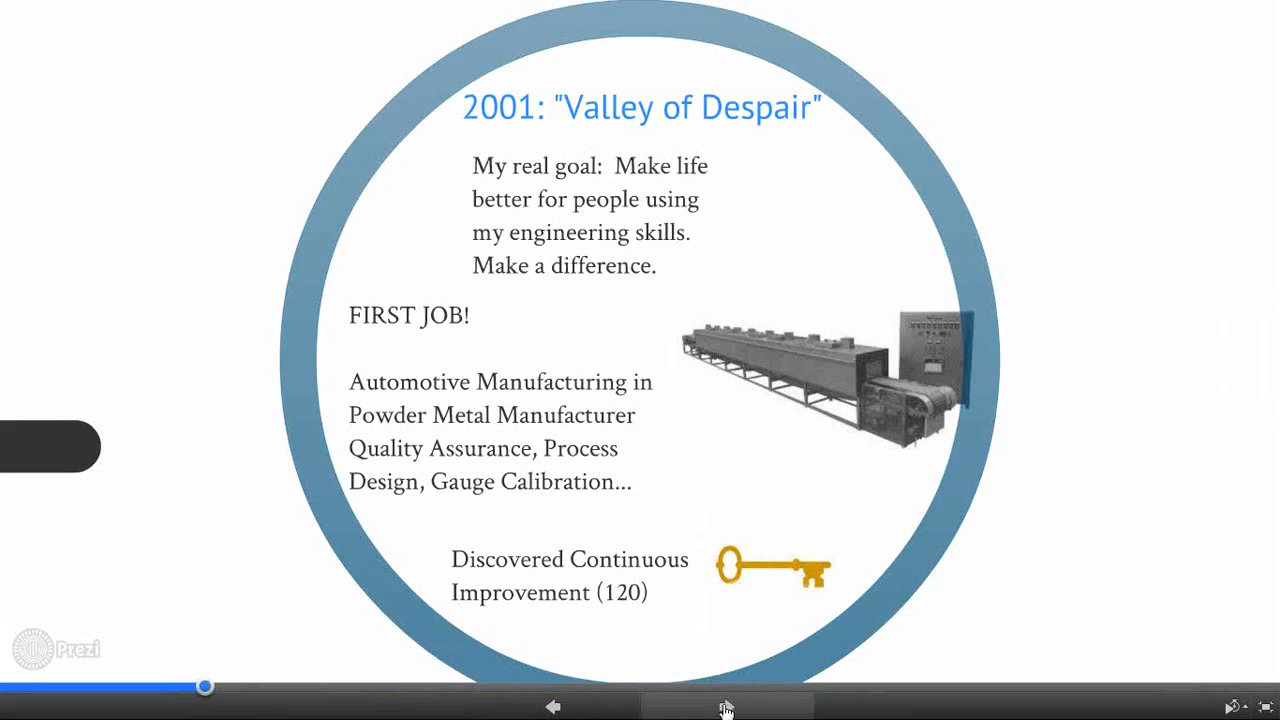 2001: "Valley of Despair"
My real goal:  Make life
better for people using
my engineering skills.
Make a difference.
FIRST JOB!
Automotive Manufacturing in
Powder Metal Manufacturer
Quality Assurance, Process
Design, Gauge Calibration...
Discovered Continuous
Improvement (120)
Prezi